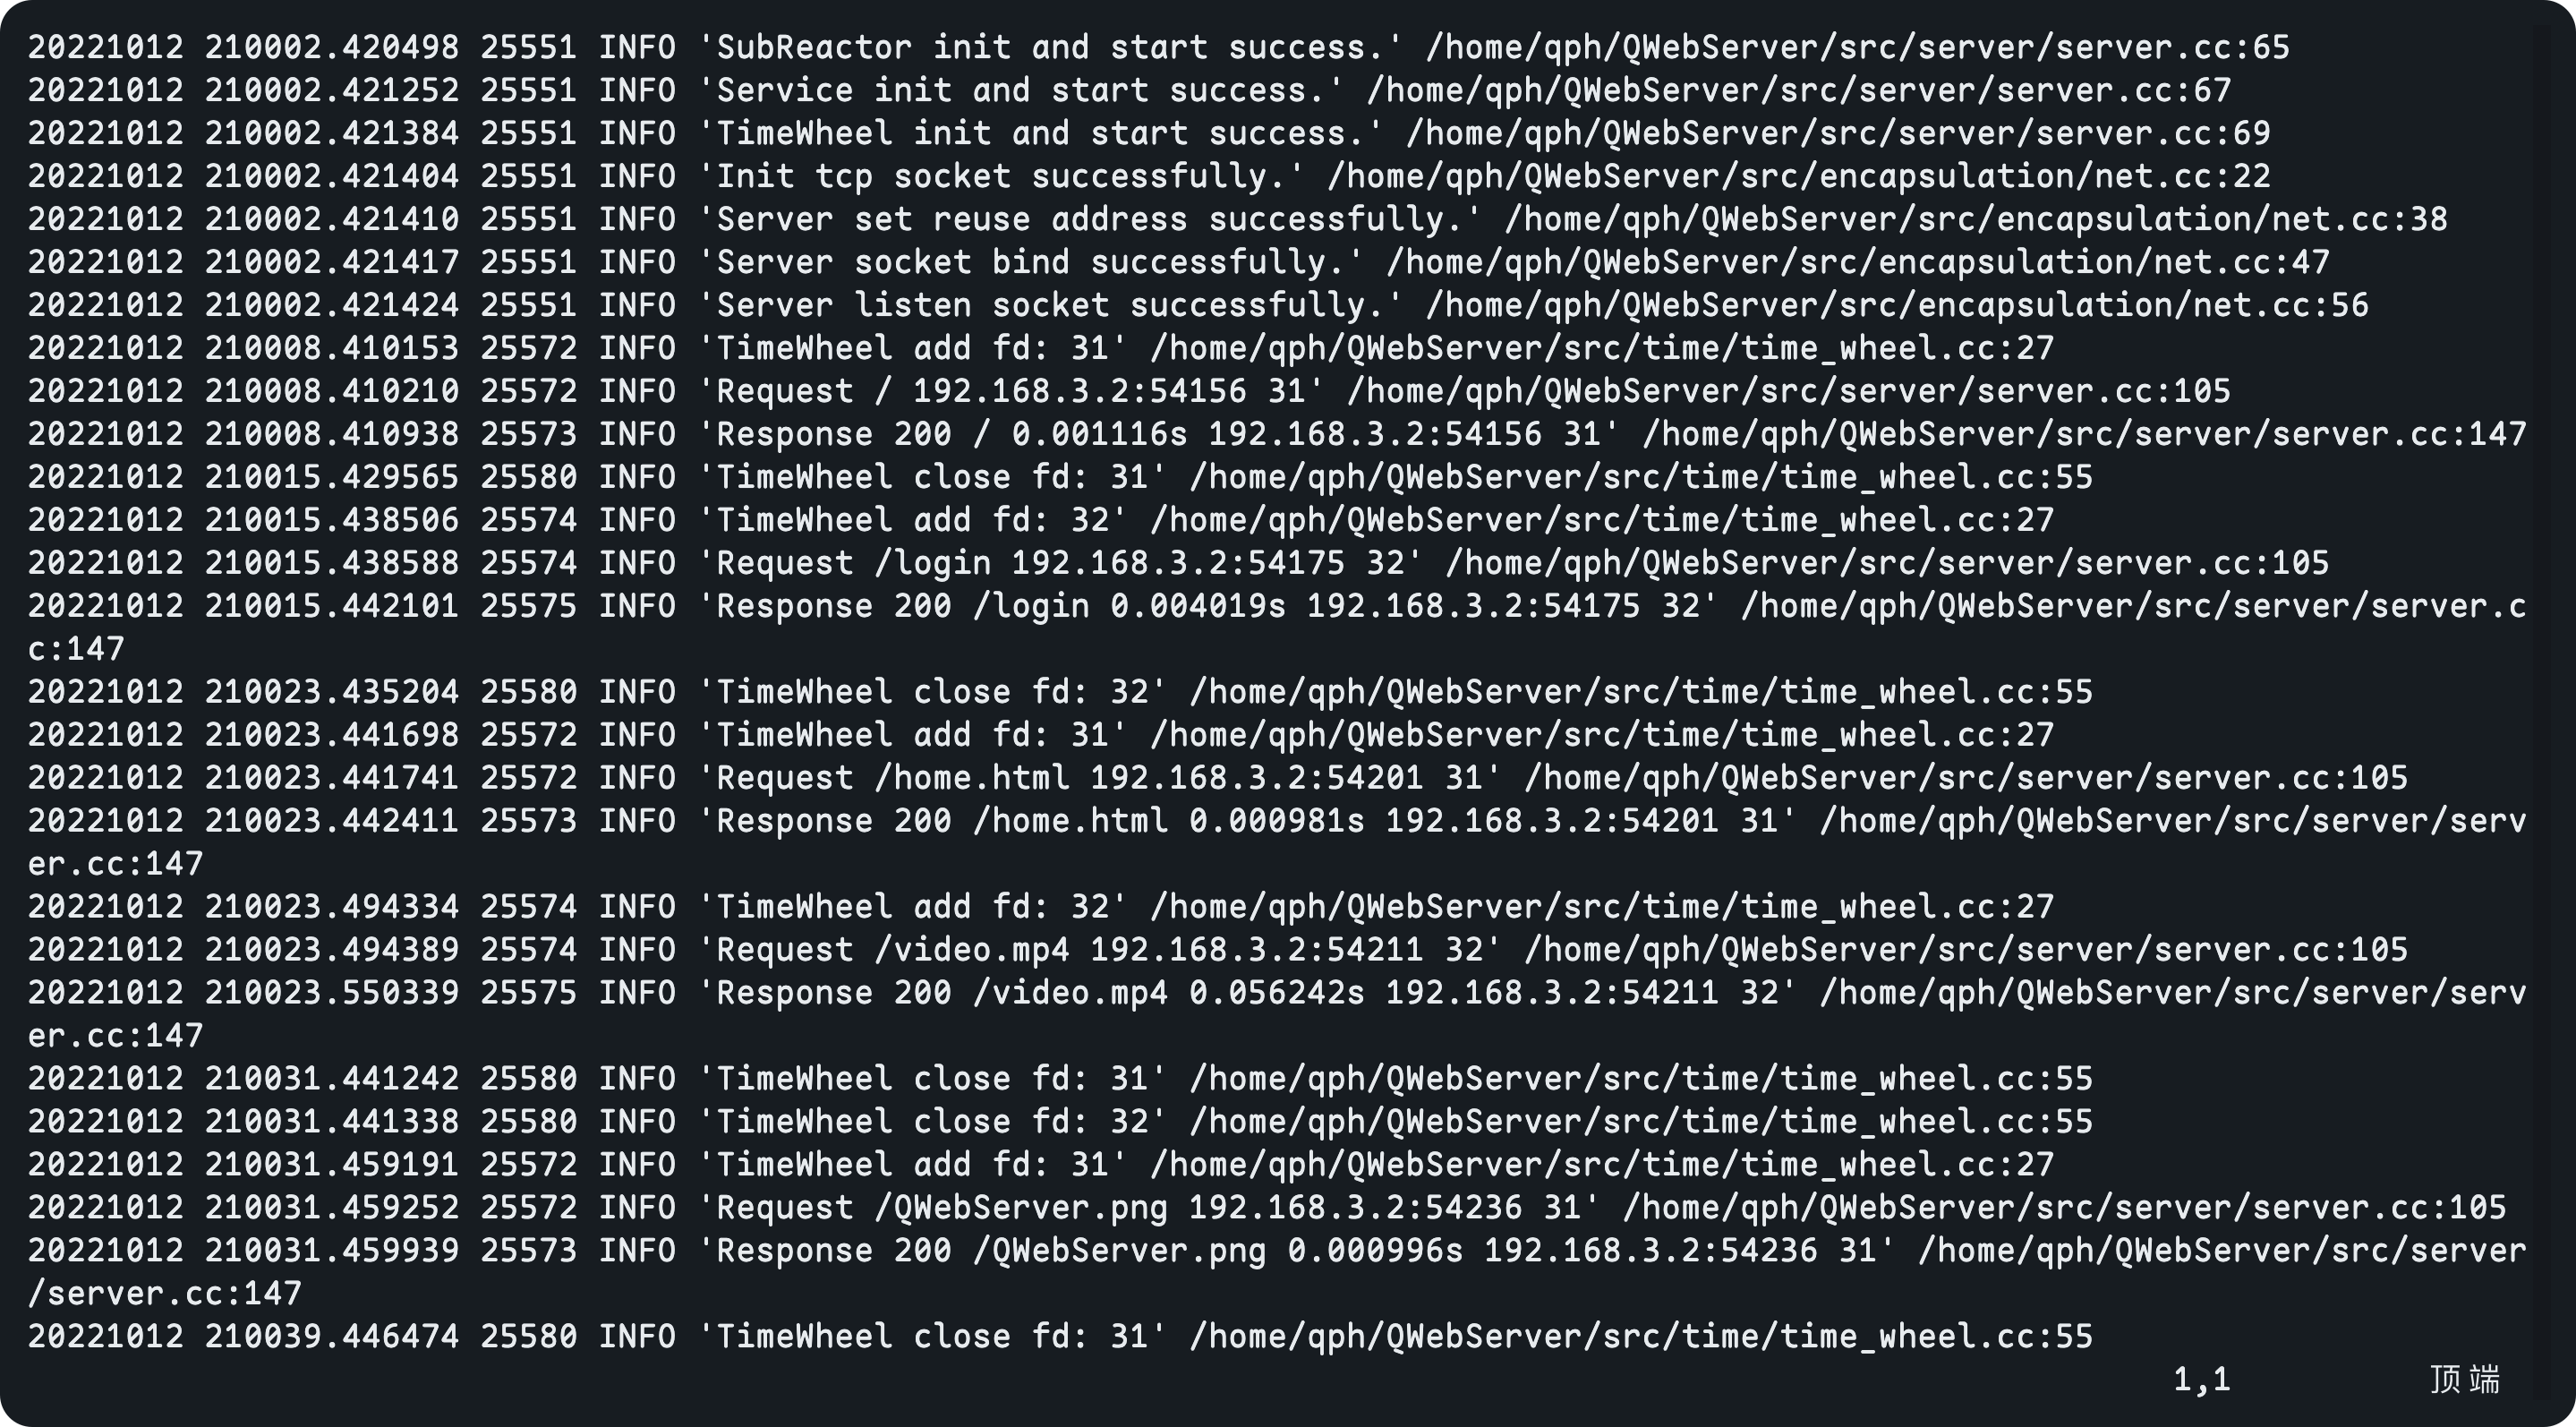 20221012 210002.420498 25551 INFO 'SubReactor init and start success.' /home/qph/QWebServer/src/server/server.cc:65
20221012 210002.421252 25551 INFO 'Service init and start success.' /home/qph/QWebServer/src/server/server.cc:67
20221012 210002.421384 25551 INFO 'TimeWheel init and start success.' /home/qph/QWebServer/src/server/server.cc:69
20221012 210002.421404 25551 INFO 'Init tcp socket successfully.' /home/qph/QWebServer/src/encapsulation/net.cc:22
20221012 210002.421410 25551 INFO 'Server set reuse address successfully.' /home/qph/QWebServer/src/encapsulation/net.cc:38
20221012 210002.421417 25551 INFO 'Server socket bind successfully.' /home/qph/QWebServer/src/encapsulation/net.cc:47
20221012 210002.421424 25551 INFO 'Server listen socket successfully.' /home/qph/QWebServer/src/encapsulation/net.cc:56
20221012 210008.410153 25572 INFO 'TimeWheel add fd: 31' /home/qph/QWebServer/src/time/time_wheel.cc:27
20221012 210008.410210 25572 INFO 'Request / 192.168.3.2:54156 31' /home/qph/QWebServer/src/server/server.cc:105
20221012 210008.410938 25573 INFO 'Response 200 / 0.001116s 192.168.3.2:54156 31' /home/qph/QWebServer/src/server/server.cc:147
20221012 210015.429565 25580 INFO 'TimeWheel close fd: 31' /home/qph/QWebServer/src/time/time_wheel.cc:55
20221012 210015.438506 25574 INFO 'TimeWheel add fd: 32' /home/qph/QWebServer/src/time/time_wheel.cc:27
20221012 210015.438588 25574 INFO 'Request /login 192.168.3.2:54175 32' /home/qph/QWebServer/src/server/server.cc:105
20221012 210015.442101 25575 INFO 'Response 200 /login 0.004019s 192.168.3.2:54175 32' /home/qph/QWebServer/src/server/server.c
c:147
20221012 210023.435204 25580 INFO 'TimeWheel close fd: 32' /home/qph/QWebServer/src/time/time_wheel.cc:55
20221012 210023.441698 25572 INFO 'TimeWheel add fd: 31' /home/qph/QWebServer/src/time/time_wheel.cc:27
20221012 210023.441741 25572 INFO 'Request /home.html 192.168.3.2:54201 31' /home/qph/QWebServer/src/server/server.cc:105
20221012 210023.442411 25573 INFO 'Response 200 /home.html 0.000981s 192.168.3.2:54201 31' /home/qph/QWebServer/src/server/serv
er.cc:147
20221012 210023.494334 25574 INFO 'TimeWheel add fd: 32' /home/qph/QWebServer/src/time/time_wheel.cc:27
20221012 210023.494389 25574 INFO 'Request /video.mp4 192.168.3.2:54211 32' /home/qph/QWebServer/src/server/server.cc:105
20221012 210023.550339 25575 INFO 'Response 200 /video.mp4 0.056242s 192.168.3.2:54211 32' /home/qph/QWebServer/src/server/serv
er.cc:147
20221012 210031.441242 25580 INFO 'TimeWheel close fd: 31' /home/qph/QWebServer/src/time/time_wheel.cc:55
20221012 210031.441338 25580 INFO 'TimeWheel close fd: 32' /home/qph/QWebServer/src/time/time_wheel.cc:55
20221012 210031.459191 25572 INFO 'TimeWheel add fd: 31' /home/qph/QWebServer/src/time/time_wheel.cc:27
20221012 210031.459252 25572 INFO 'Request /QWebServer.png 192.168.3.2:54236 31' /home/qph/QWebServer/src/server/server.cc:105
20221012 210031.459939 25573 INFO 'Response 200 /QWebServer.png 0.000996s 192.168.3.2:54236 31' /home/qph/QWebServer/src/server
/server.cc:147
20221012 210039.446474 25580 INFO 'TimeWheel close fd: 31' /home/qph/QWebServer/src/time/time_wheel.cc:55
1,1 顶端